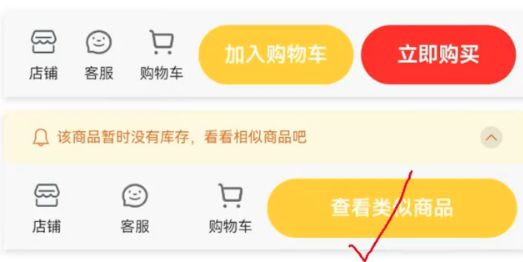 店铺 客服 购物车 加入购物车 立即购买
该商品暂时没有库存，看看相似商品吧
店铺 客服 购物车 查看类似商品